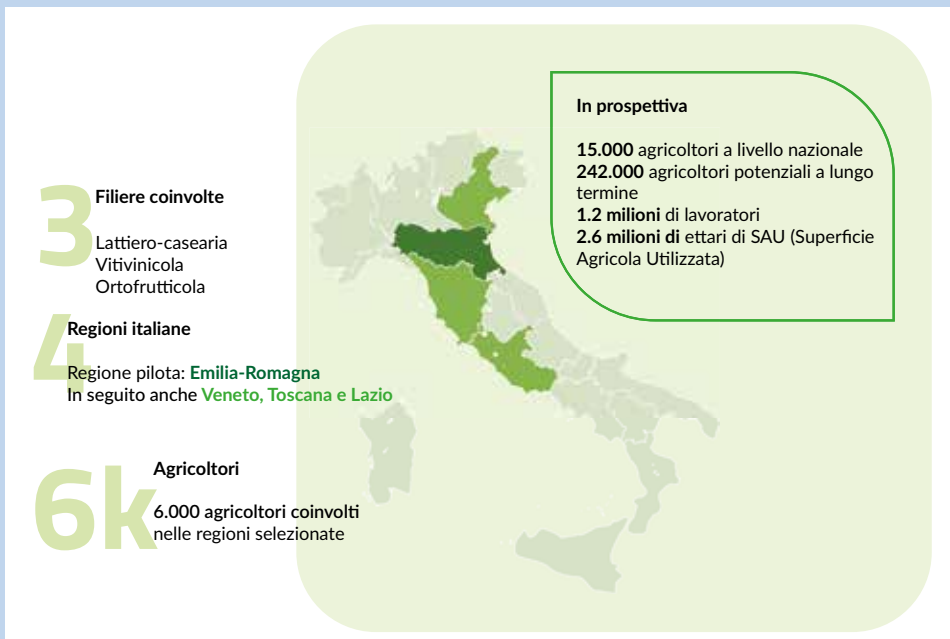 3
Filiere coinvolte
Lattiero-casearia
Vitivinicola
Ortofrutticola
4
Regioni italiane
Regione pilota: Emilia-Romagna
In seguito anche Veneto, Toscana e Lazio
6k
Agricoltori
6.000 agricoltori coinvolti
nelle regioni selezionate
In prospettiva
15.000 agricoltori a livello nazionale
242.000 agricoltori potenziali a lungo
termine
1.2 milioni di lavoratori
2.6 milioni di ettari di SAU (Superficie
Agricola Utilizzata)